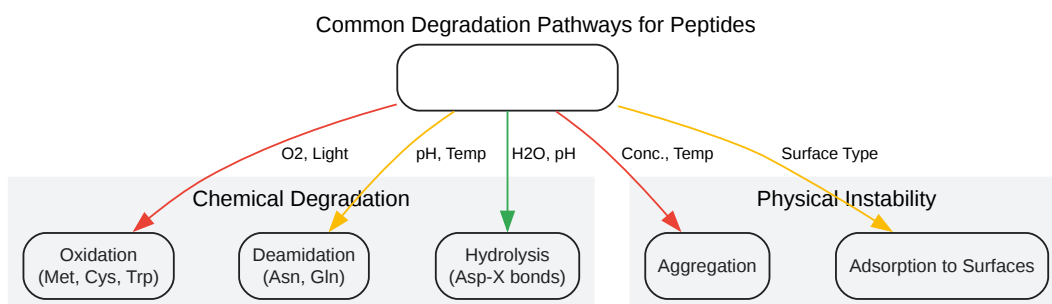 Common Degradation Pathways for Peptides
O2, Light
pH, Temp
H2O, pH
Conc., Temp
Surface Type
Chemical Degradation
Physical Instability
Oxidation
(Met, Cys, Trp)
Deamidation
(Asn, Gln)
Hydrolysis
(Asp-X bonds)
Aggregation
Adsorption to Surfaces